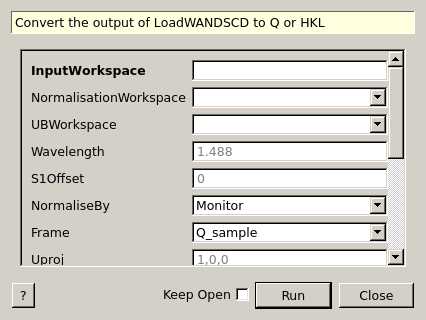 Convert the output of LoadWANDSCD to Q or HKL
InputWorkspace
NormalisationWorkspace
UBWorkspace
Wavelength 1.488
S1Offset 0
NormaliseBy Monitor
Frame Q_sample
Uproj 1,0,0
? Keep Open Run Close